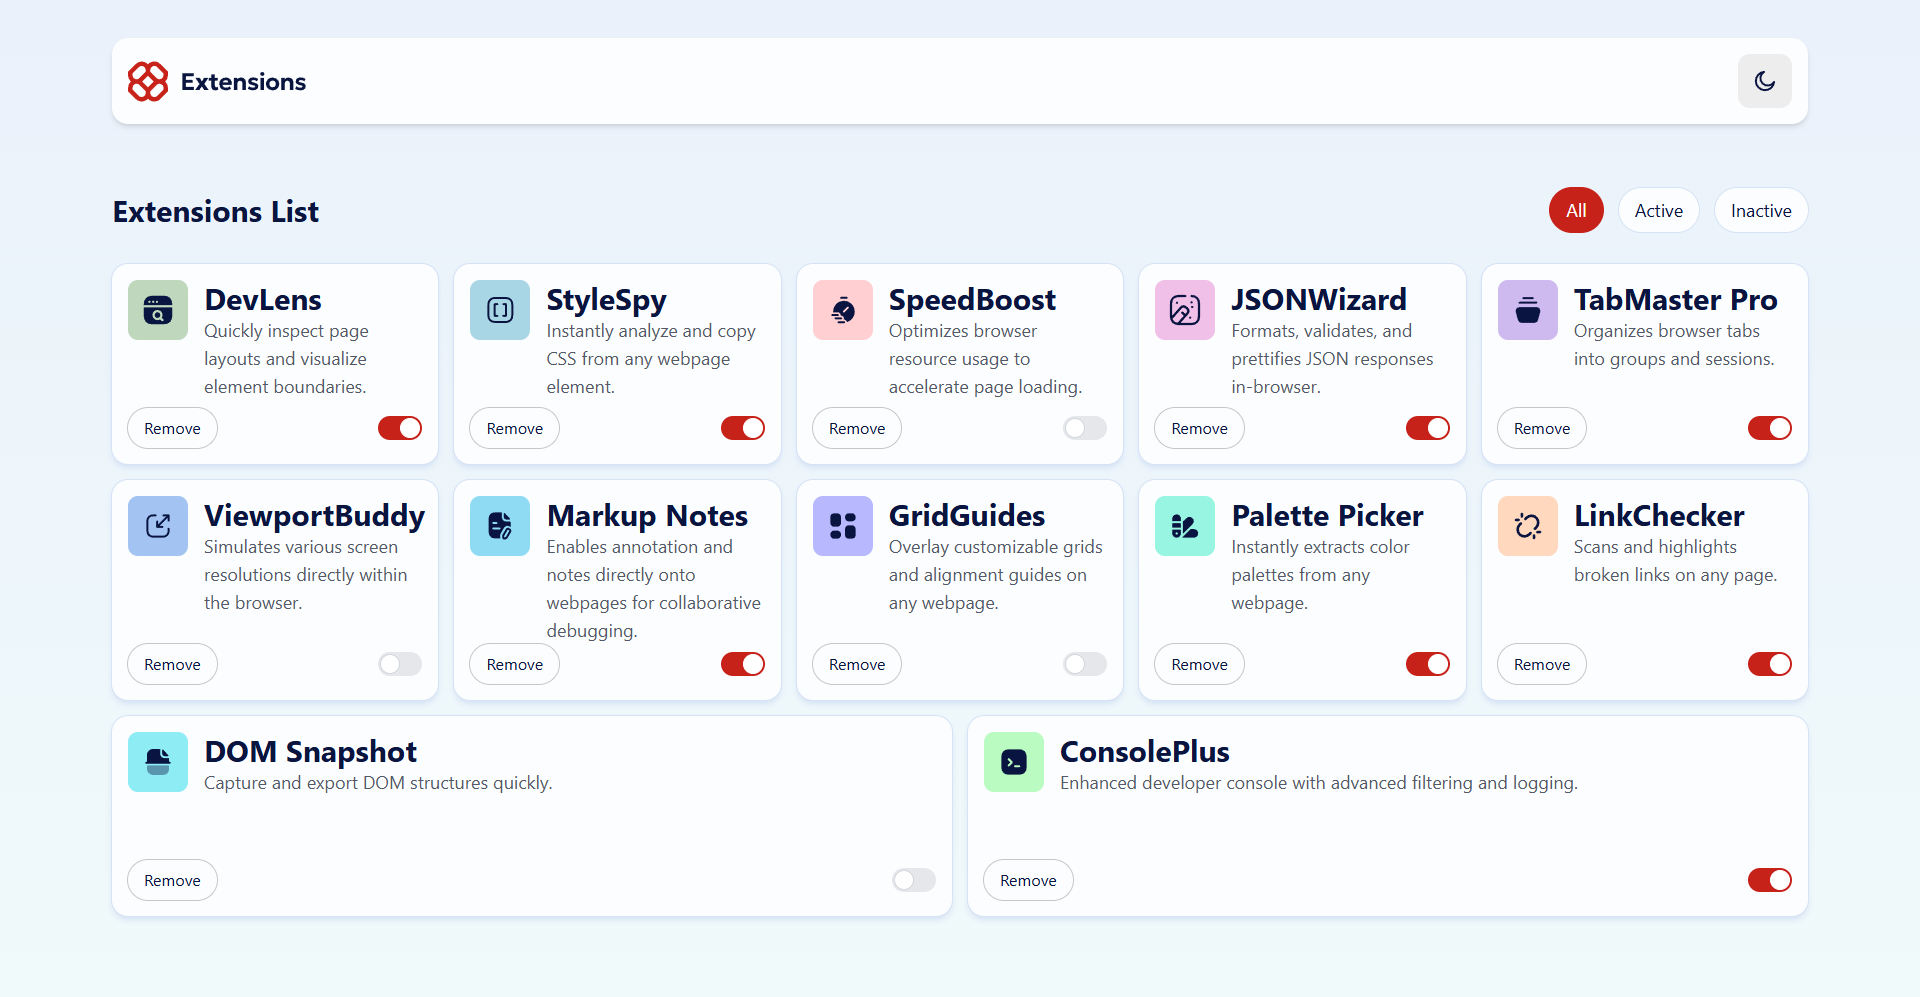 Extensions
Extensions List
All
Active
Inactive
DevLens
Quickly inspect page
layouts and visualize
element boundaries.
Remove
StyleSpy
Instantly analyze and copy
CSS from any webpage
element.
Remove
SpeedBoost
Optimizes browser
resource usage to
accelerate page loading.
Remove
JSONWizard
Formats, validates, and
prettifies JSON responses
in-browser.
Remove
TabMaster Pro
Organizes browser tabs
into groups and sessions.
Remove
ViewportBuddy
Simulates various screen
resolutions directly within
the browser.
Remove
Markup Notes
Enables annotation and
notes directly onto
webpages for collaborative
debugging.
Remove
GridGuides
Overlay customizable grids
and alignment guides on
any webpage.
Remove
Palette Picker
Instantly extracts color
palettes from any
webpage.
Remove
LinkChecker
Scans and highlights
broken links on any page.
Remove
DOM Snapshot
Capture and export DOM structures quickly.
Remove
ConsolePlus
Enhanced developer console with advanced filtering and logging.
Remove